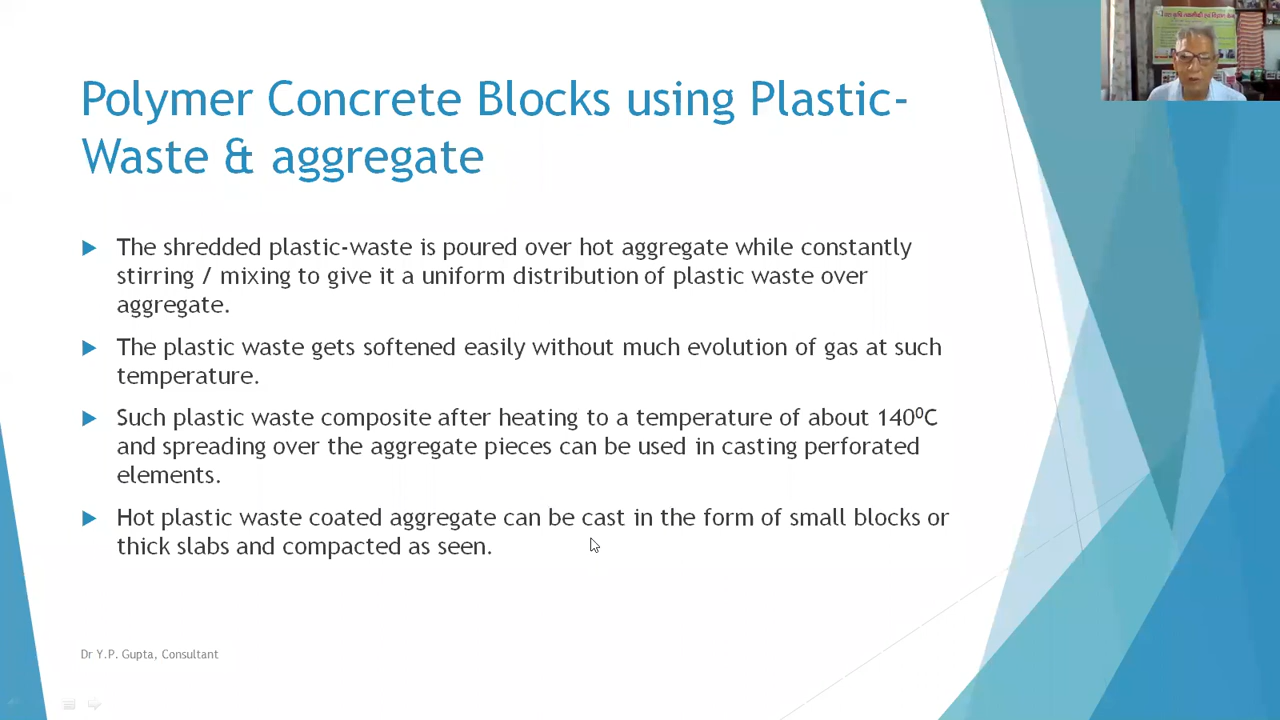 Polymer Concrete Blocks using Plastic-
Waste & aggregate
The shredded plastic-waste is poured over hot aggregate while constantly
stirring / mixing to give it a uniform distribution of plastic waste over
aggregate.
The plastic waste gets softened easily without much evolution of gas at such
temperature.
Such plastic waste composite after heating to a temperature of about 140⁰C
and spreading over the aggregate pieces can be used in casting perforated
elements.
Hot plastic waste coated aggregate can be cast in the form of small blocks or
thick slabs and compacted as seen.
Dr Y.P. Gupta, Consultant